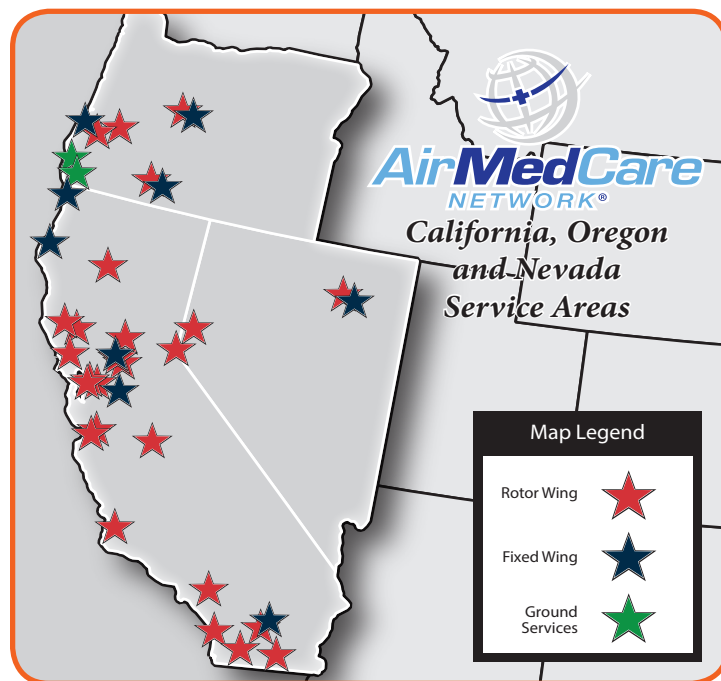 AirMedCare
NETWORK®
California, Oregon
and Nevada
Service Areas
Map Legend
Rotor Wing
Fixed Wing
Ground
Services